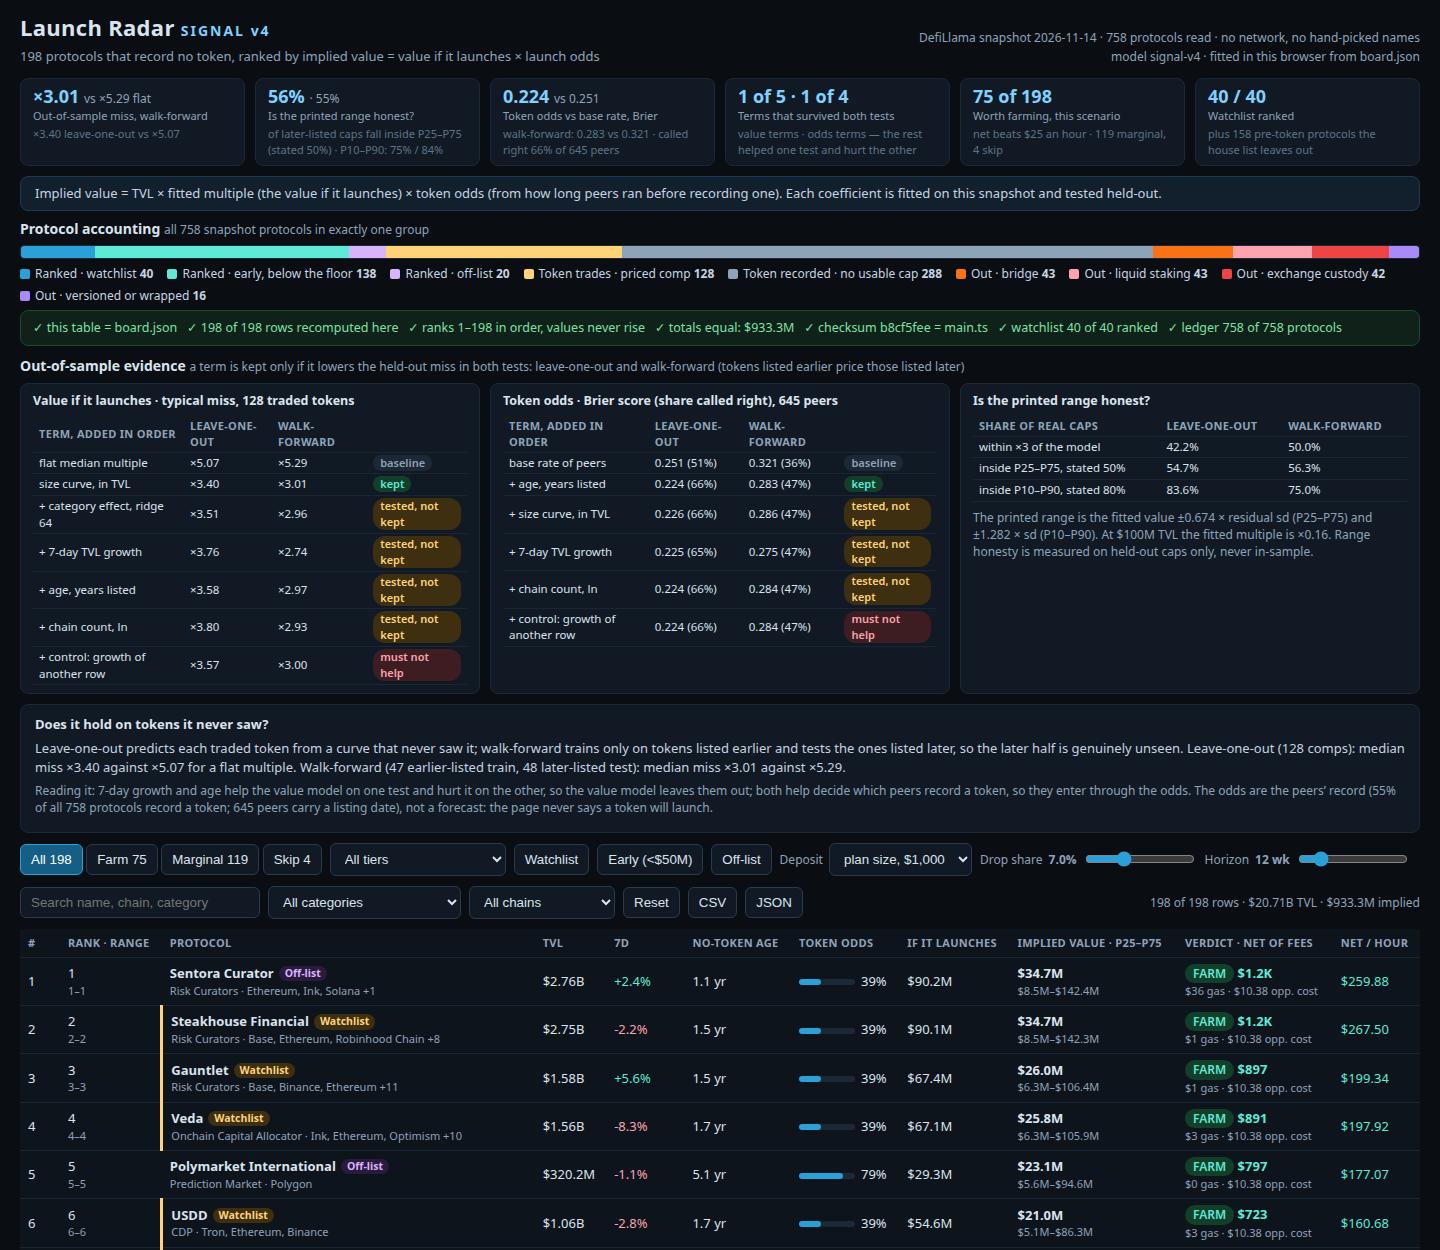 Launch Radar SIGNAL v4
198 protocols that record no token, ranked by implied value = value if it launches × launch odds
DefiLlama snapshot 2026-11-14 · 758 protocols read · no network, no hand-picked names
model signal-v4 · fitted in this browser from board.json
×3.01 vs ×5.29 flat
Out-of-sample miss, walk-forward
×3.40 leave-one-out vs ×5.07
56% · 55%
Is the printed range honest?
of later-listed caps fall inside P25–P75
(stated 50%) · P10–P90: 75% / 84%
0.224 vs 0.251
Token odds vs base rate, Brier
walk-forward: 0.283 vs 0.321 · called
right 66% of 645 peers
1 of 5 · 1 of 4
Terms that survived both tests
value terms · odds terms — the rest
helped one test and hurt the other
75 of 198
Worth farming, this scenario
net beats $25 an hour · 119 marginal,
4 skip
40 / 40
Watchlist ranked
plus 158 pre-token protocols the
house list leaves out
Implied value = TVL × fitted multiple (the value if it launches) × token odds (from how long peers ran before recording one). Each coefficient is fitted on this snapshot and tested held-out.
Protocol accounting all 758 snapshot protocols in exactly one group
Ranked · watchlist 40 Ranked · early, below the floor 138 Ranked · off-list 20 Token trades · priced comp 128 Token recorded · no usable cap 288 Out · bridge 43 Out · liquid staking 43 Out · exchange custody 42
Out · versioned or wrapped 16
✓ this table = board.json ✓ 198 of 198 rows recomputed here ✓ ranks 1–198 in order, values never rise ✓ totals equal: $933.3M ✓ checksum b8cf5fee = main.ts ✓ watchlist 40 of 40 ranked ✓ ledger 758 of 758 protocols
Out-of-sample evidence a term is kept only if it lowers the held-out miss in both tests: leave-one-out and walk-forward (tokens listed earlier price those listed later)
Value if it launches · typical miss, 128 traded tokens
TERM, ADDED IN ORDER LEAVE-ONE-OUT WALK-FORWARD
flat median multiple ×5.07 ×5.29 baseline
size curve, in TVL ×3.40 ×3.01 kept
+ category effect, ridge 64 ×3.51 ×2.96 tested, not kept
+ 7-day TVL growth ×3.76 ×2.74 tested, not kept
+ age, years listed ×3.58 ×2.97 tested, not kept
+ chain count, ln ×3.80 ×2.93 tested, not kept
+ control: growth of another row ×3.57 ×3.00 must not help
Token odds · Brier score (share called right), 645 peers
TERM, ADDED IN ORDER LEAVE-ONE-OUT WALK-FORWARD
base rate of peers 0.251 (51%) 0.321 (36%) baseline
+ age, years listed 0.224 (66%) 0.283 (47%) kept
+ size curve, in TVL 0.226 (66%) 0.286 (47%) tested, not kept
+ 7-day TVL growth 0.225 (65%) 0.275 (47%) tested, not kept
+ chain count, ln 0.224 (66%) 0.284 (47%) tested, not kept
+ control: growth of another row 0.224 (66%) 0.284 (47%) must not help
Is the printed range honest?
SHARE OF REAL CAPS LEAVE-ONE-OUT WALK-FORWARD
within ×3 of the model 42.2% 50.0%
inside P25–P75, stated 50% 54.7% 56.3%
inside P10–P90, stated 80% 83.6% 75.0%
The printed range is the fitted value ±0.674 × residual sd (P25–P75) and
±1.282 × sd (P10–P90). At $100M TVL the fitted multiple is ×0.16. Range
honesty is measured on held-out caps only, never in-sample.
Does it hold on tokens it never saw?
Leave-one-out predicts each traded token from a curve that never saw it; walk-forward trains only on tokens listed earlier and tests the ones listed later, so the later half is genuinely unseen. Leave-one-out (128 comps): median
miss ×3.40 against ×5.07 for a flat multiple. Walk-forward (47 earlier-listed train, 48 later-listed test): median miss ×3.01 against ×5.29.
Reading it: 7-day growth and age help the value model on one test and hurt it on the other, so the value model leaves them out; both help decide which peers record a token, so they enter through the odds. The odds are the peers’ record (55%
of all 758 protocols record a token; 645 peers carry a listing date), not a forecast: the page never says a token will launch.
All 198 Farm 75 Marginal 119 Skip 4 All tiers Watchlist Early (<$50M) Off-list Deposit plan size, $1,000 Drop share 7.0% Horizon 12 wk
Search name, chain, category All categories All chains Reset CSV JSON 198 of 198 rows · $20.71B TVL · $933.3M implied
# RANK · RANGE PROTOCOL TVL 7D NO-TOKEN AGE TOKEN ODDS IF IT LAUNCHES IMPLIED VALUE · P25–P75 VERDICT · NET OF FEES NET / HOUR
1 1 Sentora Curator Off-list $2.76B +2.4% 1.1 yr 39% $90.2M $34.7M FARM $1.2K $259.88
1–1 Risk Curators · Ethereum, Ink, Solana +1 $8.5M–$142.4M $36 gas · $10.38 opp. cost
2 2 Steakhouse Financial Watchlist $2.75B -2.2% 1.5 yr 39% $90.1M $34.7M FARM $1.2K $267.50
2–2 Risk Curators · Base, Ethereum, Robinhood Chain +8 $8.5M–$142.3M $1 gas · $10.38 opp. cost
3 3 Gauntlet Watchlist $1.58B +5.6% 1.5 yr 39% $67.4M $26.0M FARM $897 $199.34
3–3 Risk Curators · Base, Binance, Ethereum +11 $6.3M–$106.4M $1 gas · $10.38 opp. cost
4 4 Veda Watchlist $1.56B -8.3% 1.7 yr 39% $67.1M $25.8M FARM $891 $197.92
4–4 Onchain Capital Allocator · Ink, Ethereum, Optimism +10 $6.3M–$105.9M $3 gas · $10.38 opp. cost
5 5 Polymarket International Off-list $320.2M -1.1% 5.1 yr 79% $29.3M $23.1M FARM $797 $177.07
5–5 Prediction Market · Polygon $5.6M–$94.6M $0 gas · $10.38 opp. cost
6 6 USDD Watchlist $1.06B -2.8% 1.7 yr 39% $54.6M $21.0M FARM $723 $160.68
6–6 CDP · Tron, Ethereum, Binance $5.1M–$86.3M $3 gas · $10.38 opp. cost